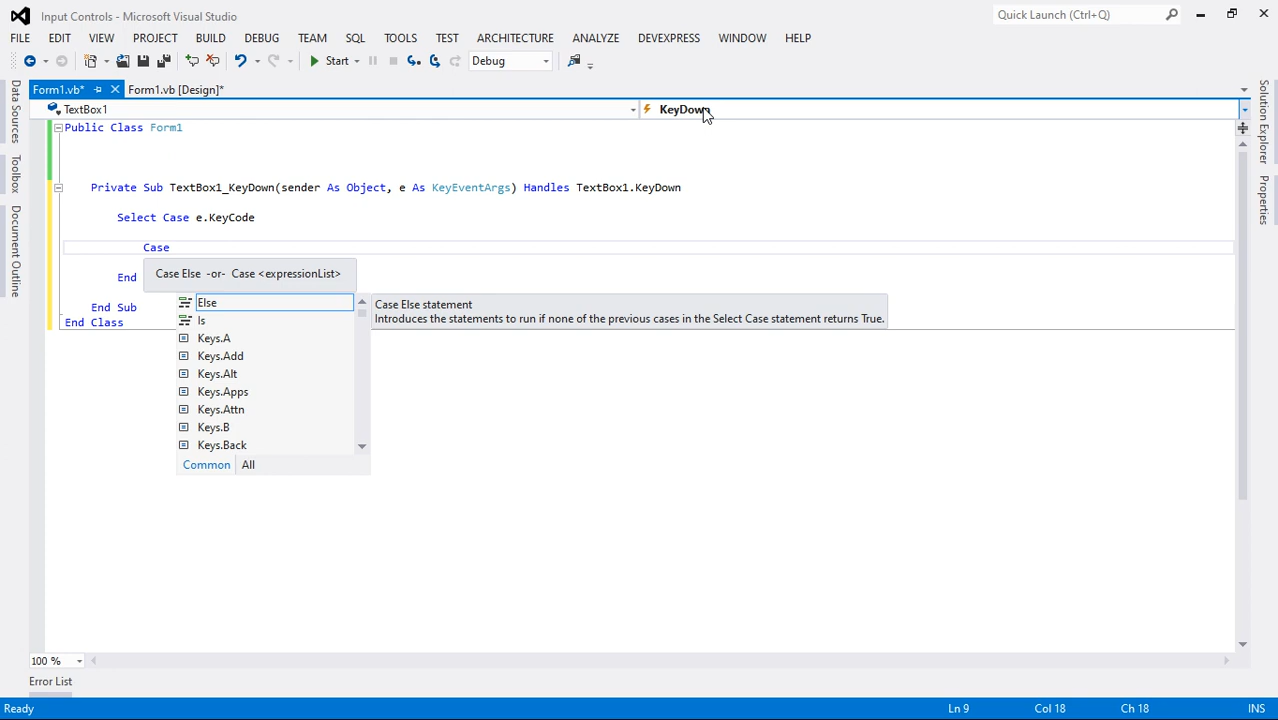 Input Controls - Microsoft Visual Studio
Quick Launch (Ctrl+Q)
FILE EDIT VIEW PROJECT BUILD DEBUG TEAM SQL TOOLS TEST ARCHITECTURE ANALYZE DEVEXPRESS WINDOW HELP
Start Debug
Form1.vb* Form1.vb [Design]*
TextBox1 KeyDown
Data Sources
Toolbox
Document Outline
Solution Explorer
Properties
Public Class Form1
Private Sub TextBox1_KeyDown(sender As Object, e As KeyEventArgs) Handles TextBox1.KeyDown
Select Case e.KeyCode
Case
Case Else -or- Case <expressionList>
End
Else
Case Else statement
Introduces the statements to run if none of the previous cases in the Select Case statement returns True.
End Sub
End Class
Is
Keys.A
Keys.Add
Keys.Alt
Keys.Apps
Keys.Attn
Keys.B
Keys.Back
Common All
100 %
Error List
Ready Ln 9 Col 18 Ch 18 INS